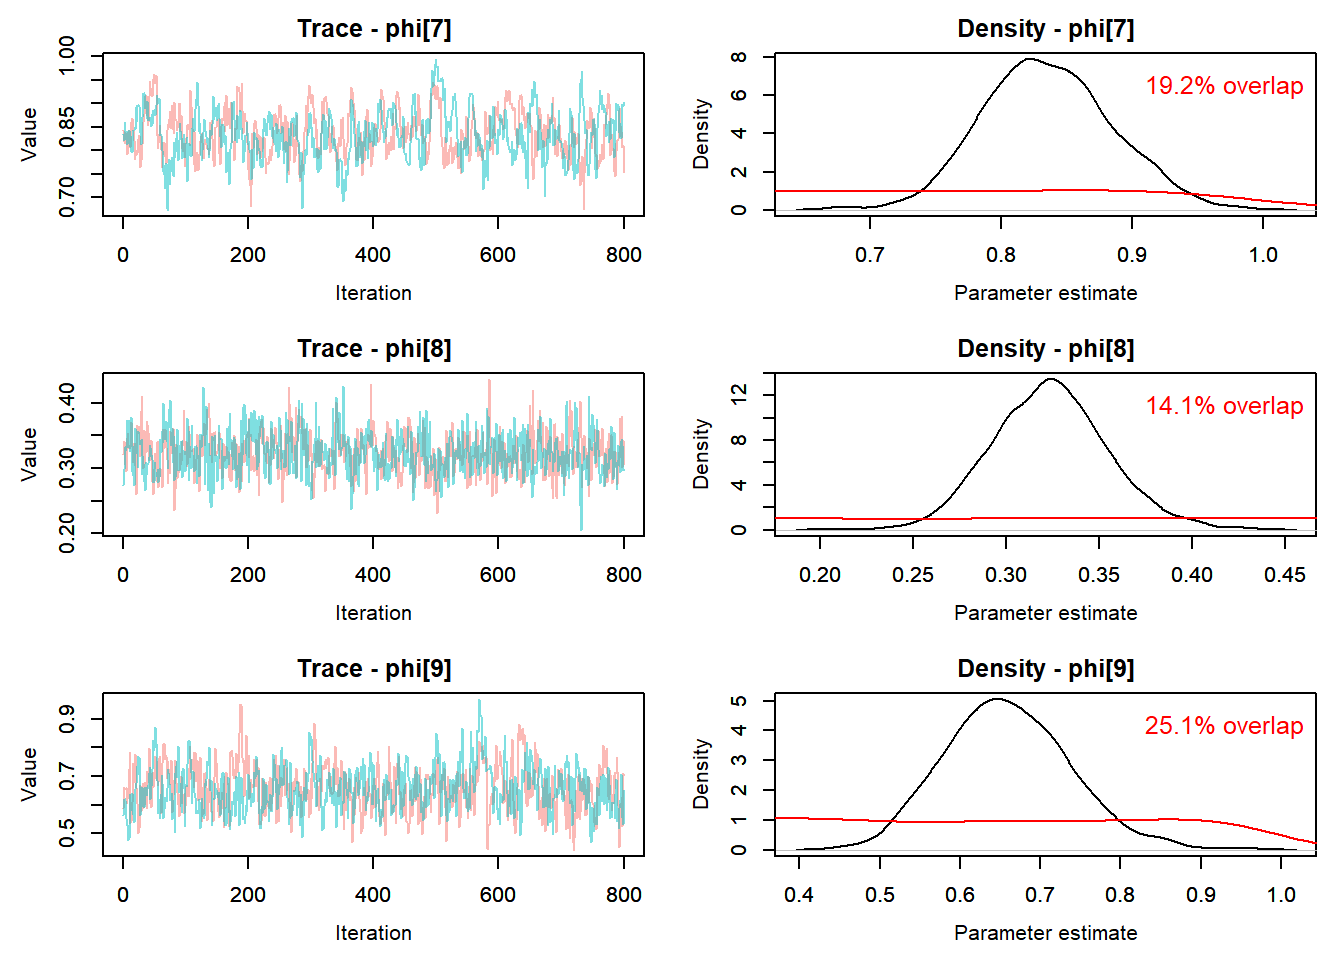 Trace - phi[7]
Value
0.70 0.85 1.00
0 200 400 600 800
Iteration
Density - phi[7]
Density
0 2 4 6 8
19.2% overlap
0.7 0.8 0.9 1.0
Parameter estimate
Trace - phi[8]
Value
0.20 0.30 0.40
0 200 400 600 800
Iteration
Density - phi[8]
Density
0 4 8 12
14.1% overlap
0.20 0.25 0.30 0.35 0.40 0.45
Parameter estimate
Trace - phi[9]
Value
0.5 0.7 0.9
0 200 400 600 800
Iteration
Density - phi[9]
Density
0 1 2 3 4 5
25.1% overlap
0.4 0.5 0.6 0.7 0.8 0.9 1.0
Parameter estimate